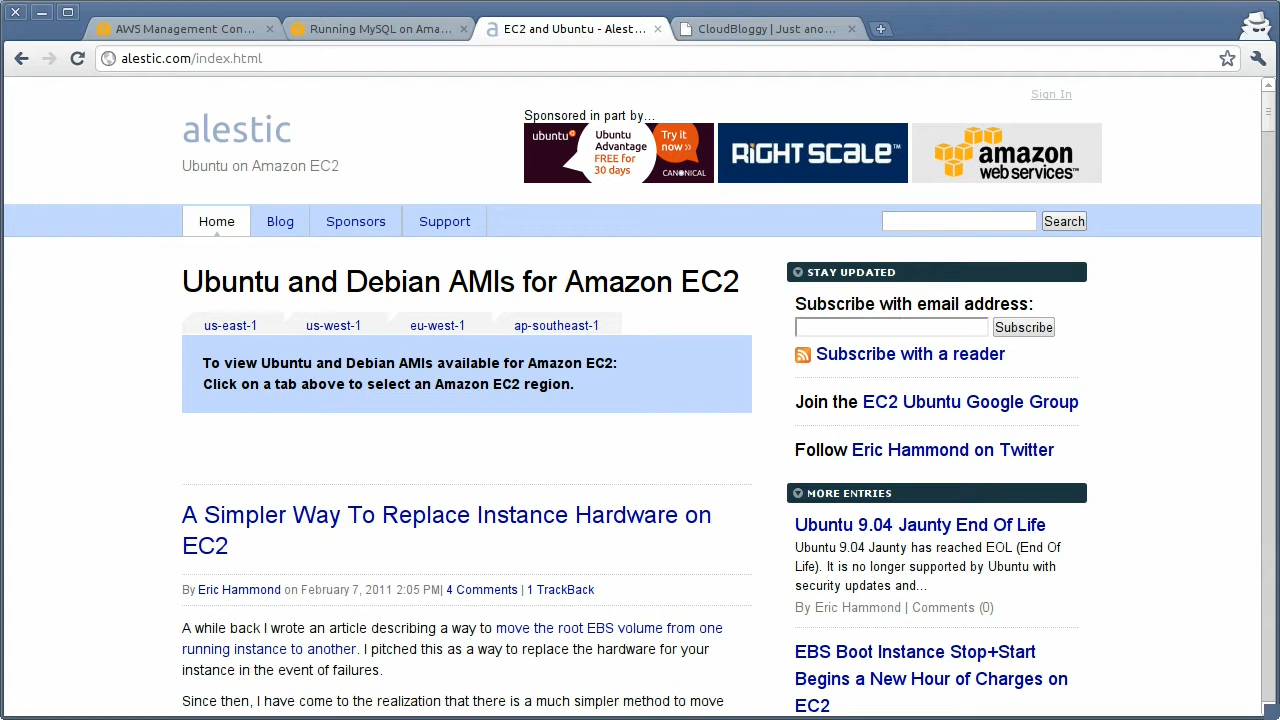 AWS Management Con...
Running MySQL on Ama...
a EC2 and Ubuntu - Alest...
CloudBloggy | Just ano...
alestic.com/index.html
Sign In
alestic
Ubuntu on Amazon EC2
Sponsored in part by...
ubuntu
Ubuntu
Advantage
FREE for
30 days
Try it
now »
CANONICAL
RIGHTSCALE™
amazon
web services™
Home
Blog
Sponsors
Support
Search
Ubuntu and Debian AMIs for Amazon EC2
us-east-1
us-west-1
eu-west-1
ap-southeast-1
To view Ubuntu and Debian AMIs available for Amazon EC2:
Click on a tab above to select an Amazon EC2 region.
A Simpler Way To Replace Instance Hardware on
EC2
By Eric Hammond on February 7, 2011 2:05 PM| 4 Comments | 1 TrackBack
A while back I wrote an article describing a way to move the root EBS volume from one
running instance to another. I pitched this as a way to replace the hardware for your
instance in the event of failures.
Since then, I have come to the realization that there is a much simpler method to move
STAY UPDATED
Subscribe with email address:
Subscribe
Subscribe with a reader
Join the EC2 Ubuntu Google Group
Follow Eric Hammond on Twitter
MORE ENTRIES
Ubuntu 9.04 Jaunty End Of Life
Ubuntu 9.04 Jaunty has reached EOL (End Of
Life). It is no longer supported by Ubuntu with
security updates and...
By Eric Hammond | Comments (0)
EBS Boot Instance Stop+Start
Begins a New Hour of Charges on
EC2